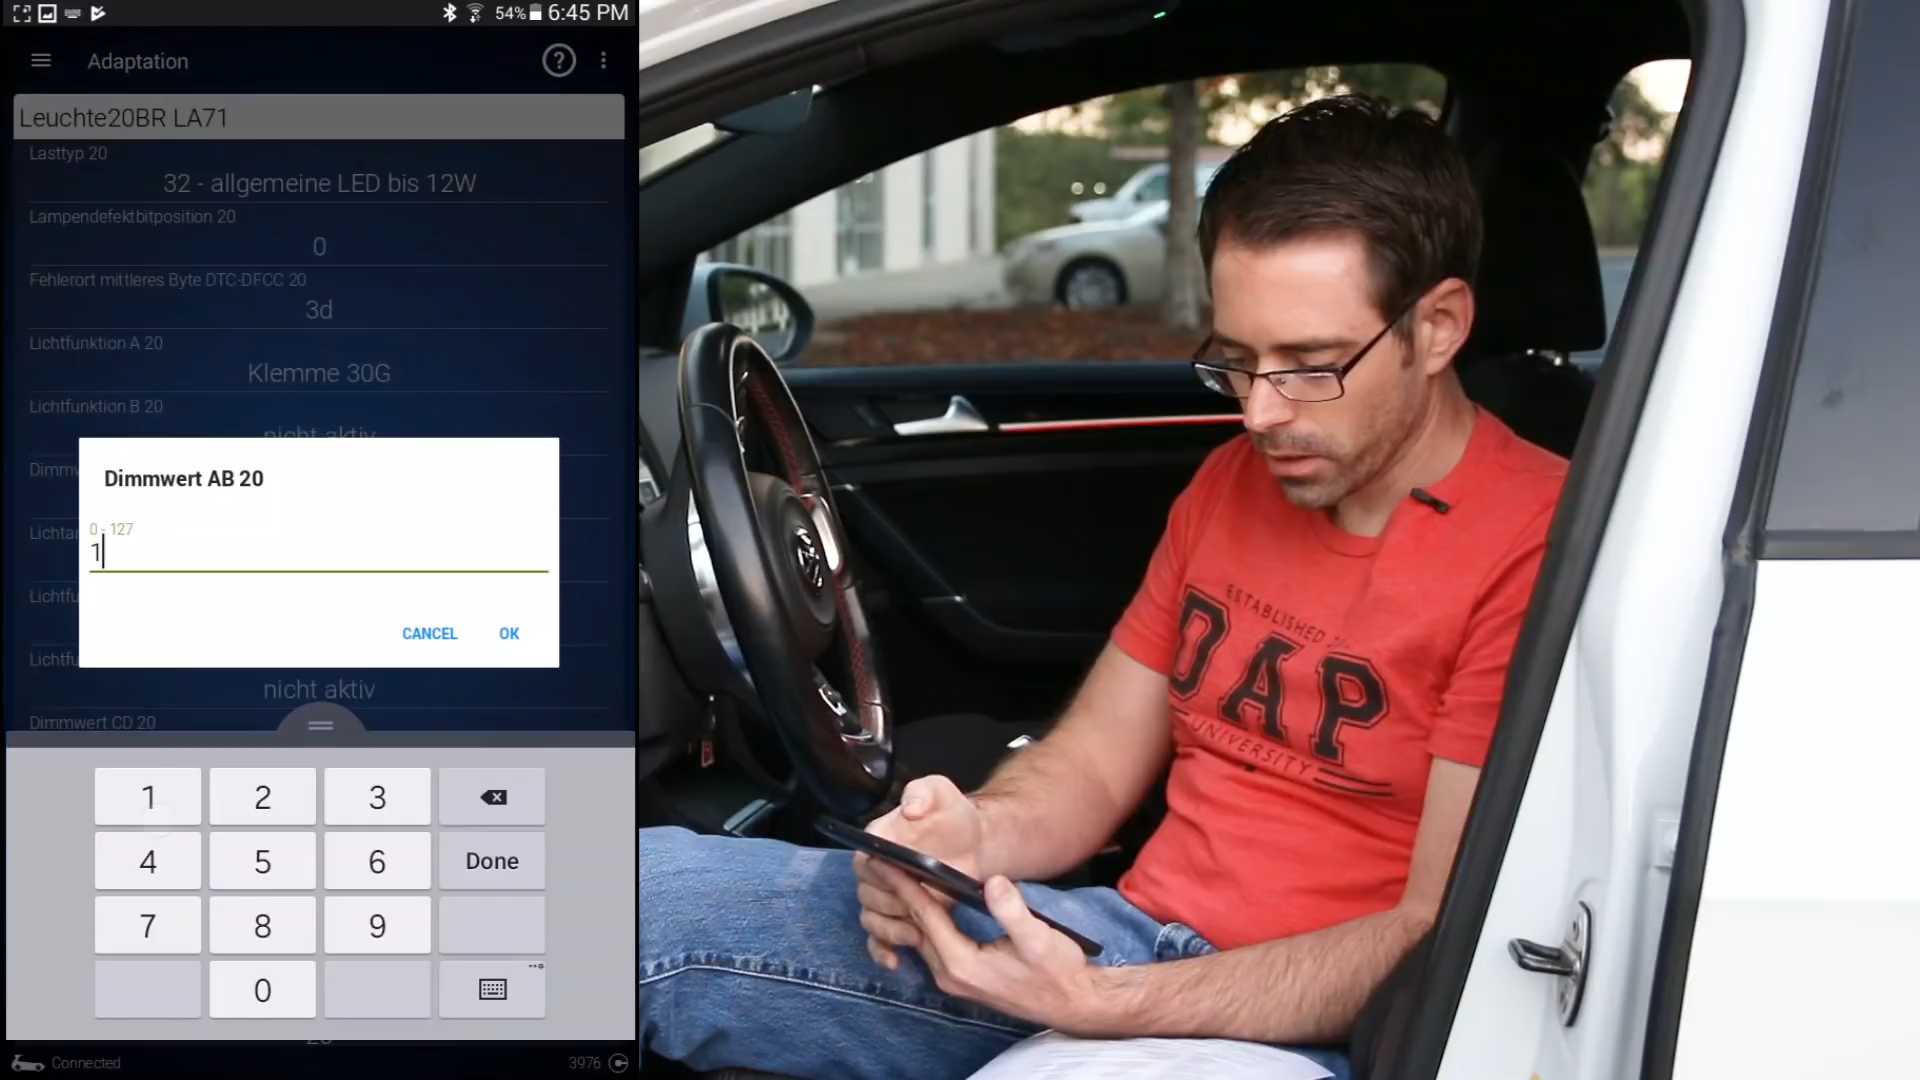 54% 6:45 PM
Adaptation
?
Leuchte20BR LA71
Lasttyp 20
32 - allgemeine LED bis 12W
Lampendefektbitposition 20
0
Fehlerort mittleres Byte DTC-DFCC 20
3d
Lichtfunktion A 20
Klemme 30G
Lichtfunktion B 20
nicht aktiv
Dimmwert AB 20
0 - 127
1
CANCEL OK
nicht aktiv
Dimmwert CD 20
1 2 3
4 5 6 Done
7 8 9
0
Connected 3976
ESTABLISHED
DAP
UNIVERSITY